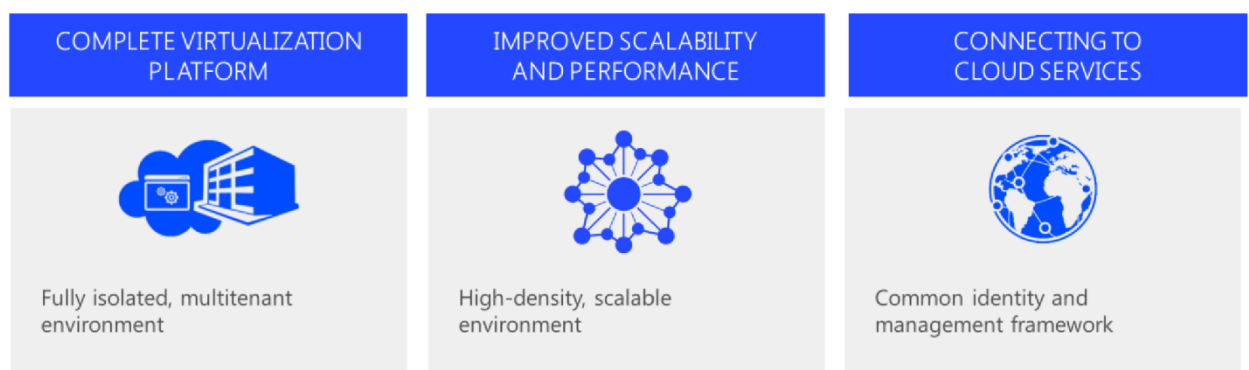 COMPLETE VIRTUALIZATION
PLATFORM
Fully isolated, multitenant
environment
IMPROVED SCALABILITY
AND PERFORMANCE
High-density, scalable
environment
CONNECTING TO
CLOUD SERVICES
Common identity and
management framework